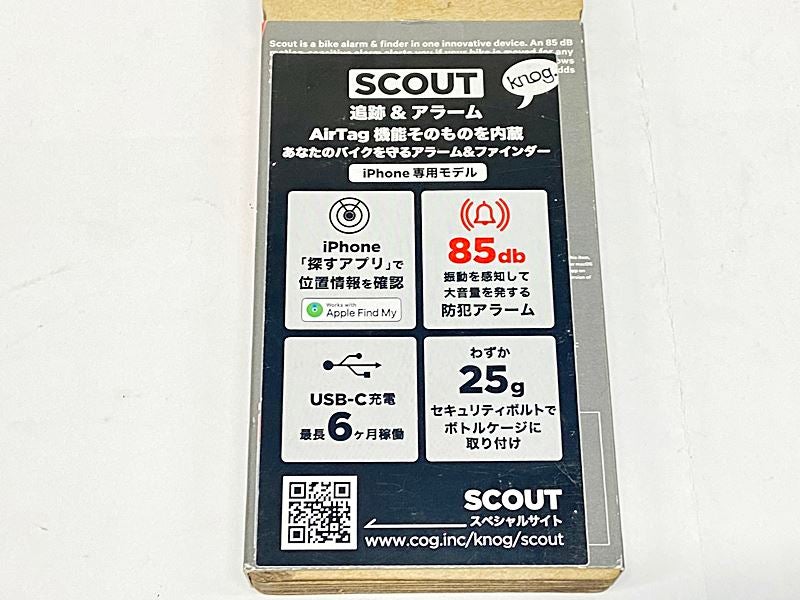 Scout is a bike alarm & finder in one innovative device. An 85 dB
SCOUT
knog.
追跡 & アラーム
AirTag 機能そのものを内蔵
あなたのバイクを守るアラーム&ファインダー
iPhone 専用モデル
iPhone
「探すアプリ」で
位置情報を確認
Works with
Apple Find My
85db
振動を感知して
大音量を発する
防犯アラーム
USB-C 充電
最長6ヶ月稼働
わずか
25g
セキュリティボルトで
ボトルケージに
取り付け
SCOUT
スペシャルサイト
www.cog.inc/knog/scout